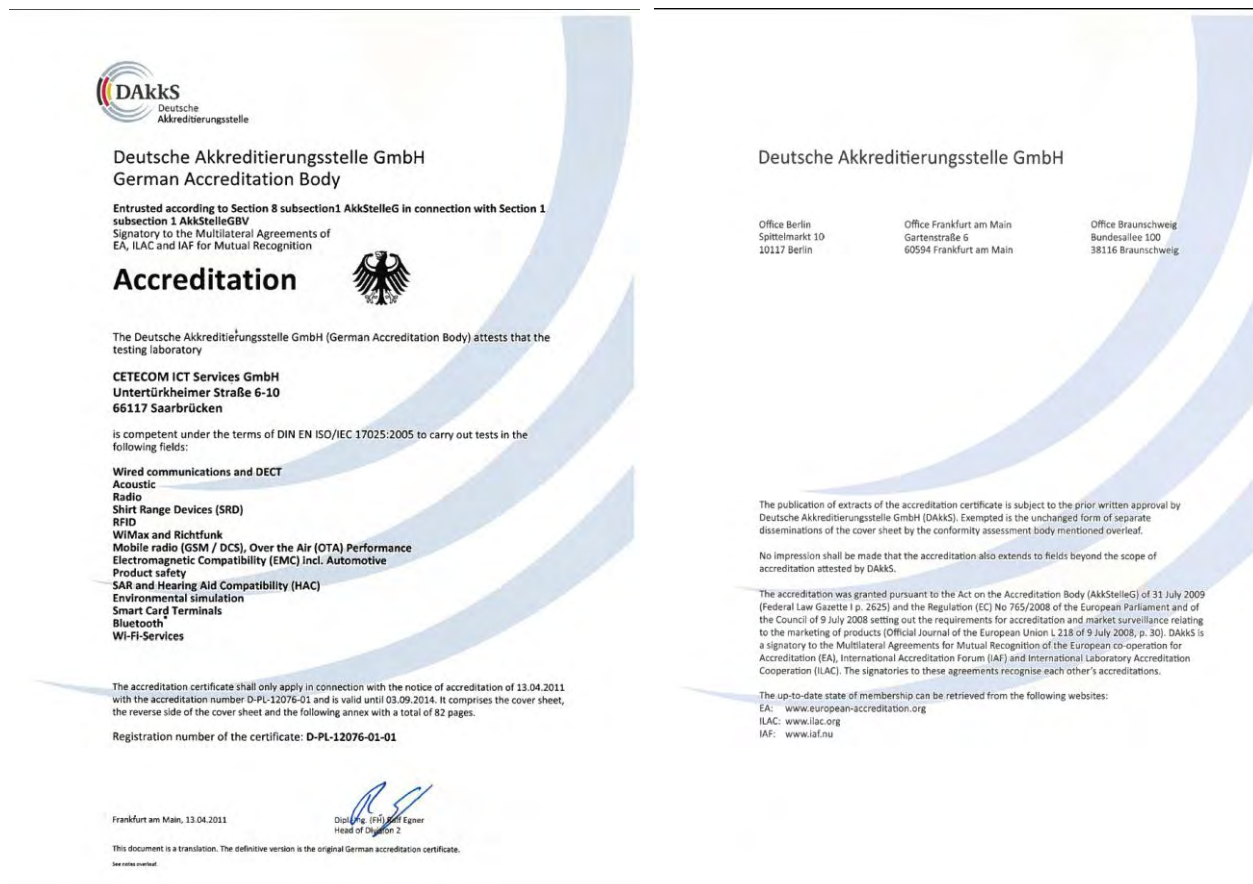 DAkkS
Deutsche
Akkreditierungsstelle
Deutsche Akkreditierungsstelle GmbH
German Accreditation Body
Entrusted according to Section 8 subsection1 AkkStelleG in connection with Section 1
subsection 1 AkkStelleGBV
Signatory to the Multilateral Agreements of
EA, ILAC and IAF for Mutual Recognition
Accreditation
The Deutsche Akkreditierungsstelle GmbH (German Accreditation Body) attests that the
testing laboratory
CETECOM ICT Services GmbH
Untertürkheimer Straße 6-10
66117 Saarbrücken
is competent under the terms of DIN EN ISO/IEC 17025:2005 to carry out tests in the
following fields:
Wired communications and DECT
Acoustic
Radio
Shirt Range Devices (SRD)
RFID
WiMax and Richtfunk
Mobile radio (GSM / DCS), Over the Air (OTA) Performance
Electromagnetic Compatibility (EMC) incl. Automotive
Product safety
SAR and Hearing Aid Compatibility (HAC)
Environmental simulation
Smart Card Terminals
Bluetooth
Wi-Fi-Services
The accreditation certificate shall only apply in connection with the notice of accreditation of 13.04.2011
with the accreditation number D-PL-12076-01 and is valid until 03.09.2014. It comprises the cover sheet,
the reverse side of the cover sheet and the following annex with a total of 82 pages.
Registration number of the certificate: D-PL-12076-01-01
Frankfurt am Main, 13.04.2011
Dipl.-Ing. (FH) Ralf Egner
Head of Division 2
This document is a translation. The definitive version is the original German accreditation certificate.
See notes overleaf.
Deutsche Akkreditierungsstelle GmbH
Office Berlin
Spittelmarkt 10
10117 Berlin
Office Frankfurt am Main
Gartenstraße 6
60594 Frankfurt am Main
Office Braunschweig
Bundesallee 100
38116 Braunschweig
The publication of extracts of the accreditation certificate is subject to the prior written approval by
Deutsche Akkreditierungsstelle GmbH (DAkkS). Exempted is the unchanged form of separate
disseminations of the cover sheet by the conformity assessment body mentioned overleaf.
No impression shall be made that the accreditation also extends to fields beyond the scope of
accreditation attested by DAkkS.
The accreditation was granted pursuant to the Act on the Accreditation Body (AkkStelleG) of 31 July 2009
(Federal Law Gazette I p. 2625) and the Regulation (EC) No 765/2008 of the European Parliament and of
the Council of 9 July 2008 setting out the requirements for accreditation and market surveillance relating
to the marketing of products (Official Journal of the European Union L 218 of 9 July 2008, p. 30). DAkkS is
a signatory to the Multilateral Agreements for Mutual Recognition of the European co-operation for
Accreditation (EA), International Accreditation Forum (IAF) and International Laboratory Accreditation
Cooperation (ILAC). The signatories to these agreements recognise each other's accreditations.
The up-to-date state of membership can be retrieved from the following websites:
EA: www.european-accreditation.org
ILAC: www.ilac.org
IAF: www.iaf.nu